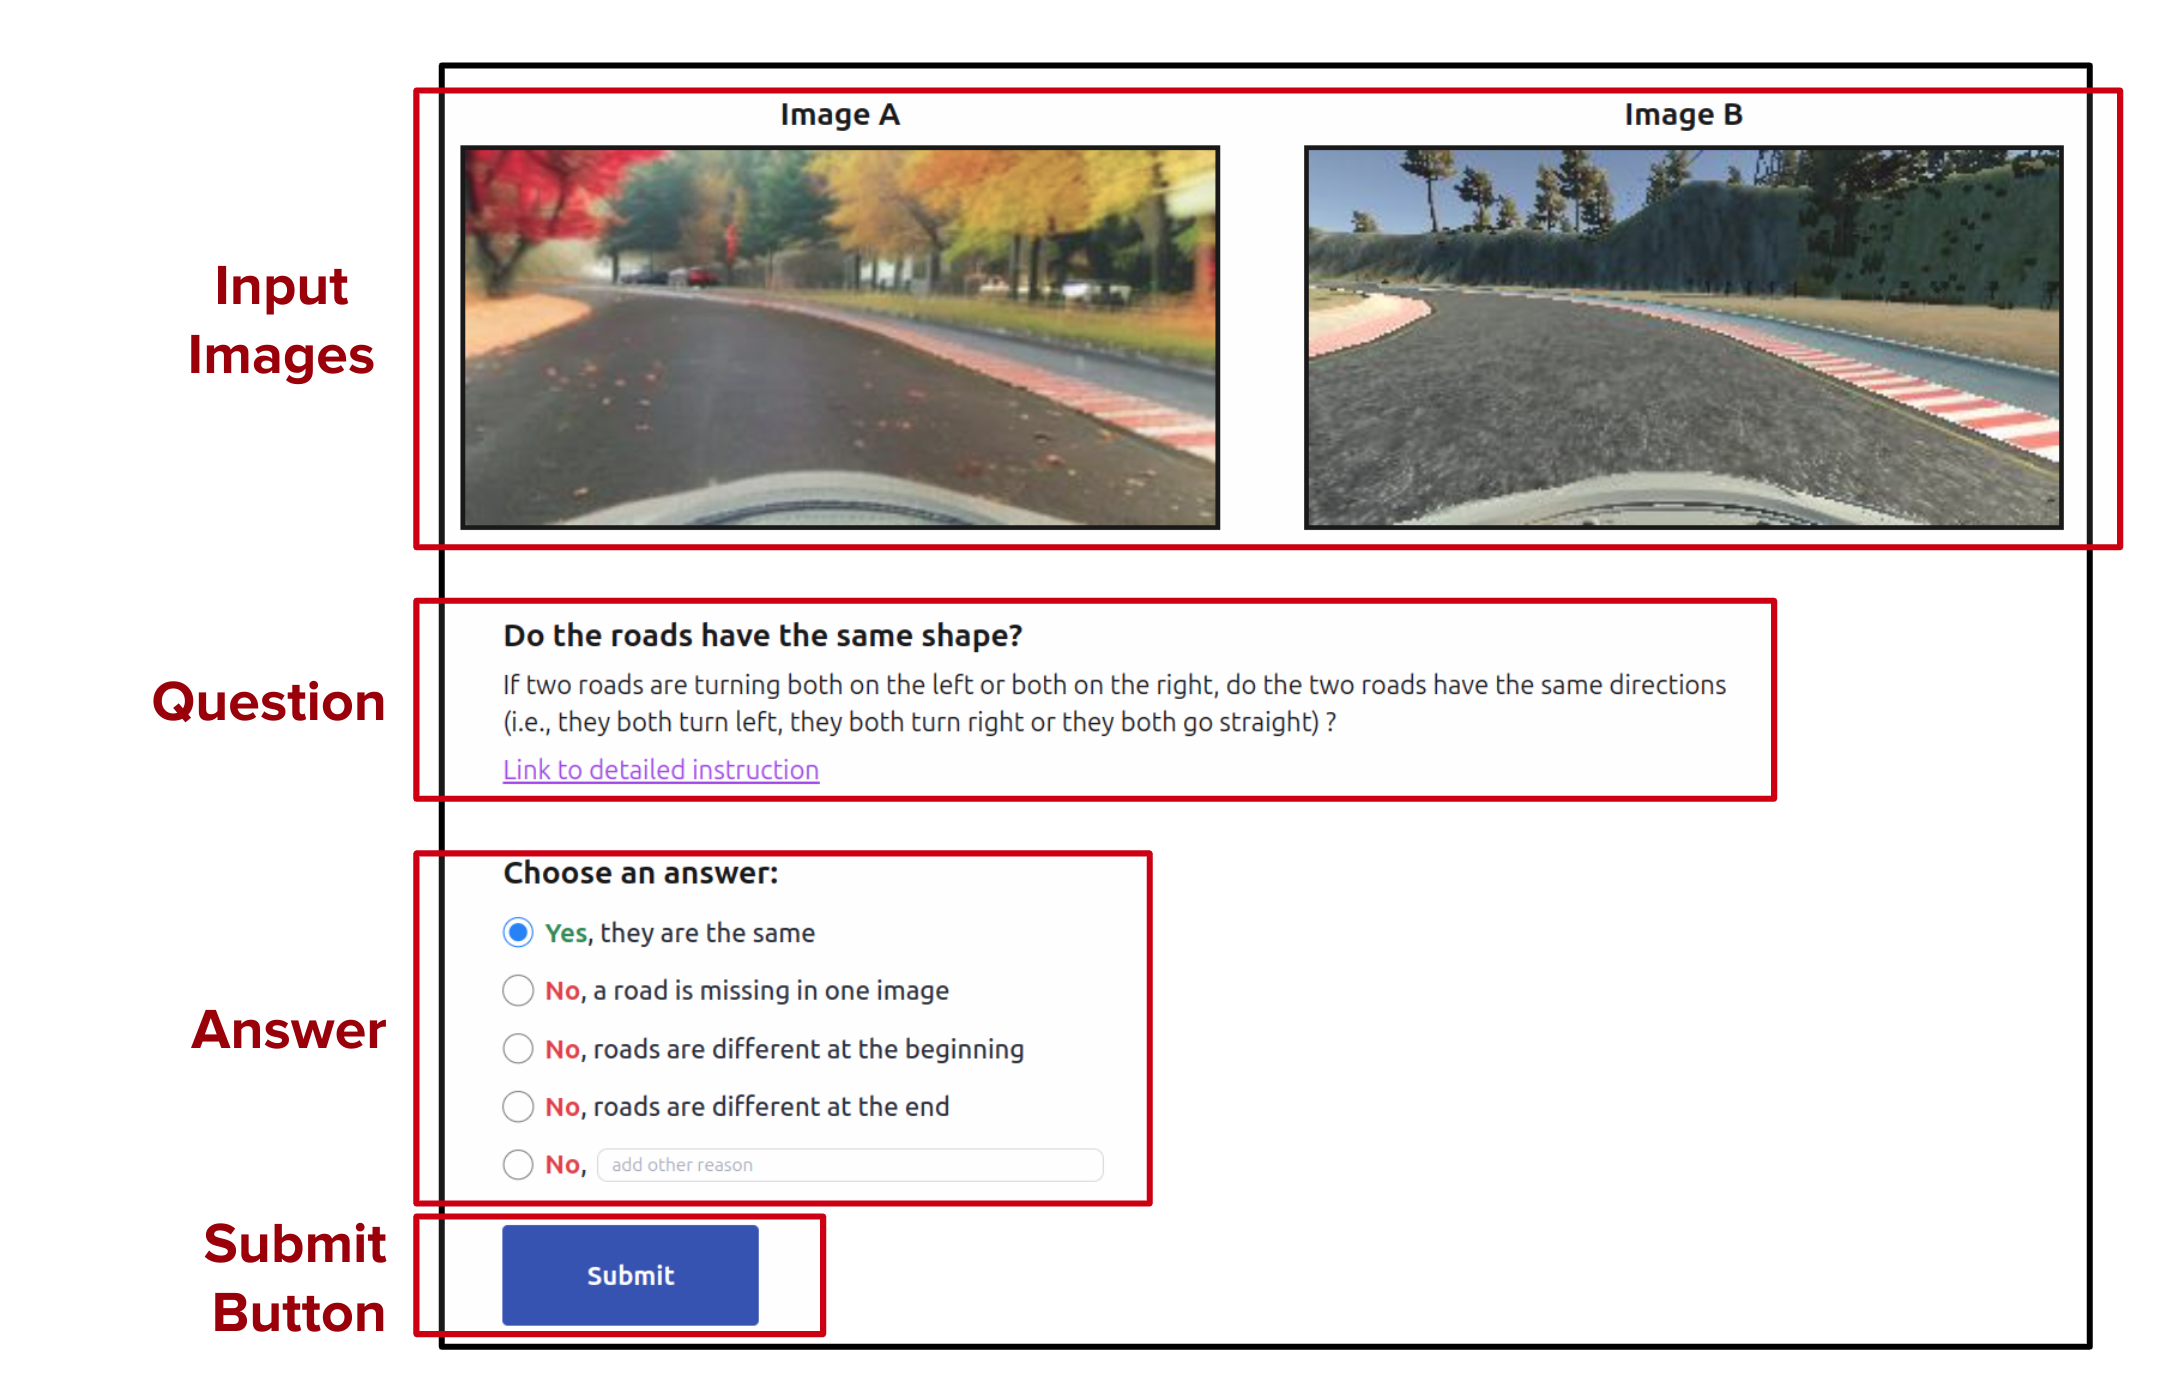 Image A
Image B
Input
Images
Question
Do the roads have the same shape?
If two roads are turning both on the left or both on the right, do the two roads have the same directions
(i.e., they both turn left, they both turn right or they both go straight) ?
Link to detailed instruction
Answer
Choose an answer:
Yes, they are the same
No, a road is missing in one image
No, roads are different at the beginning
No, roads are different at the end
No, add other reason
Submit
Button
Submit